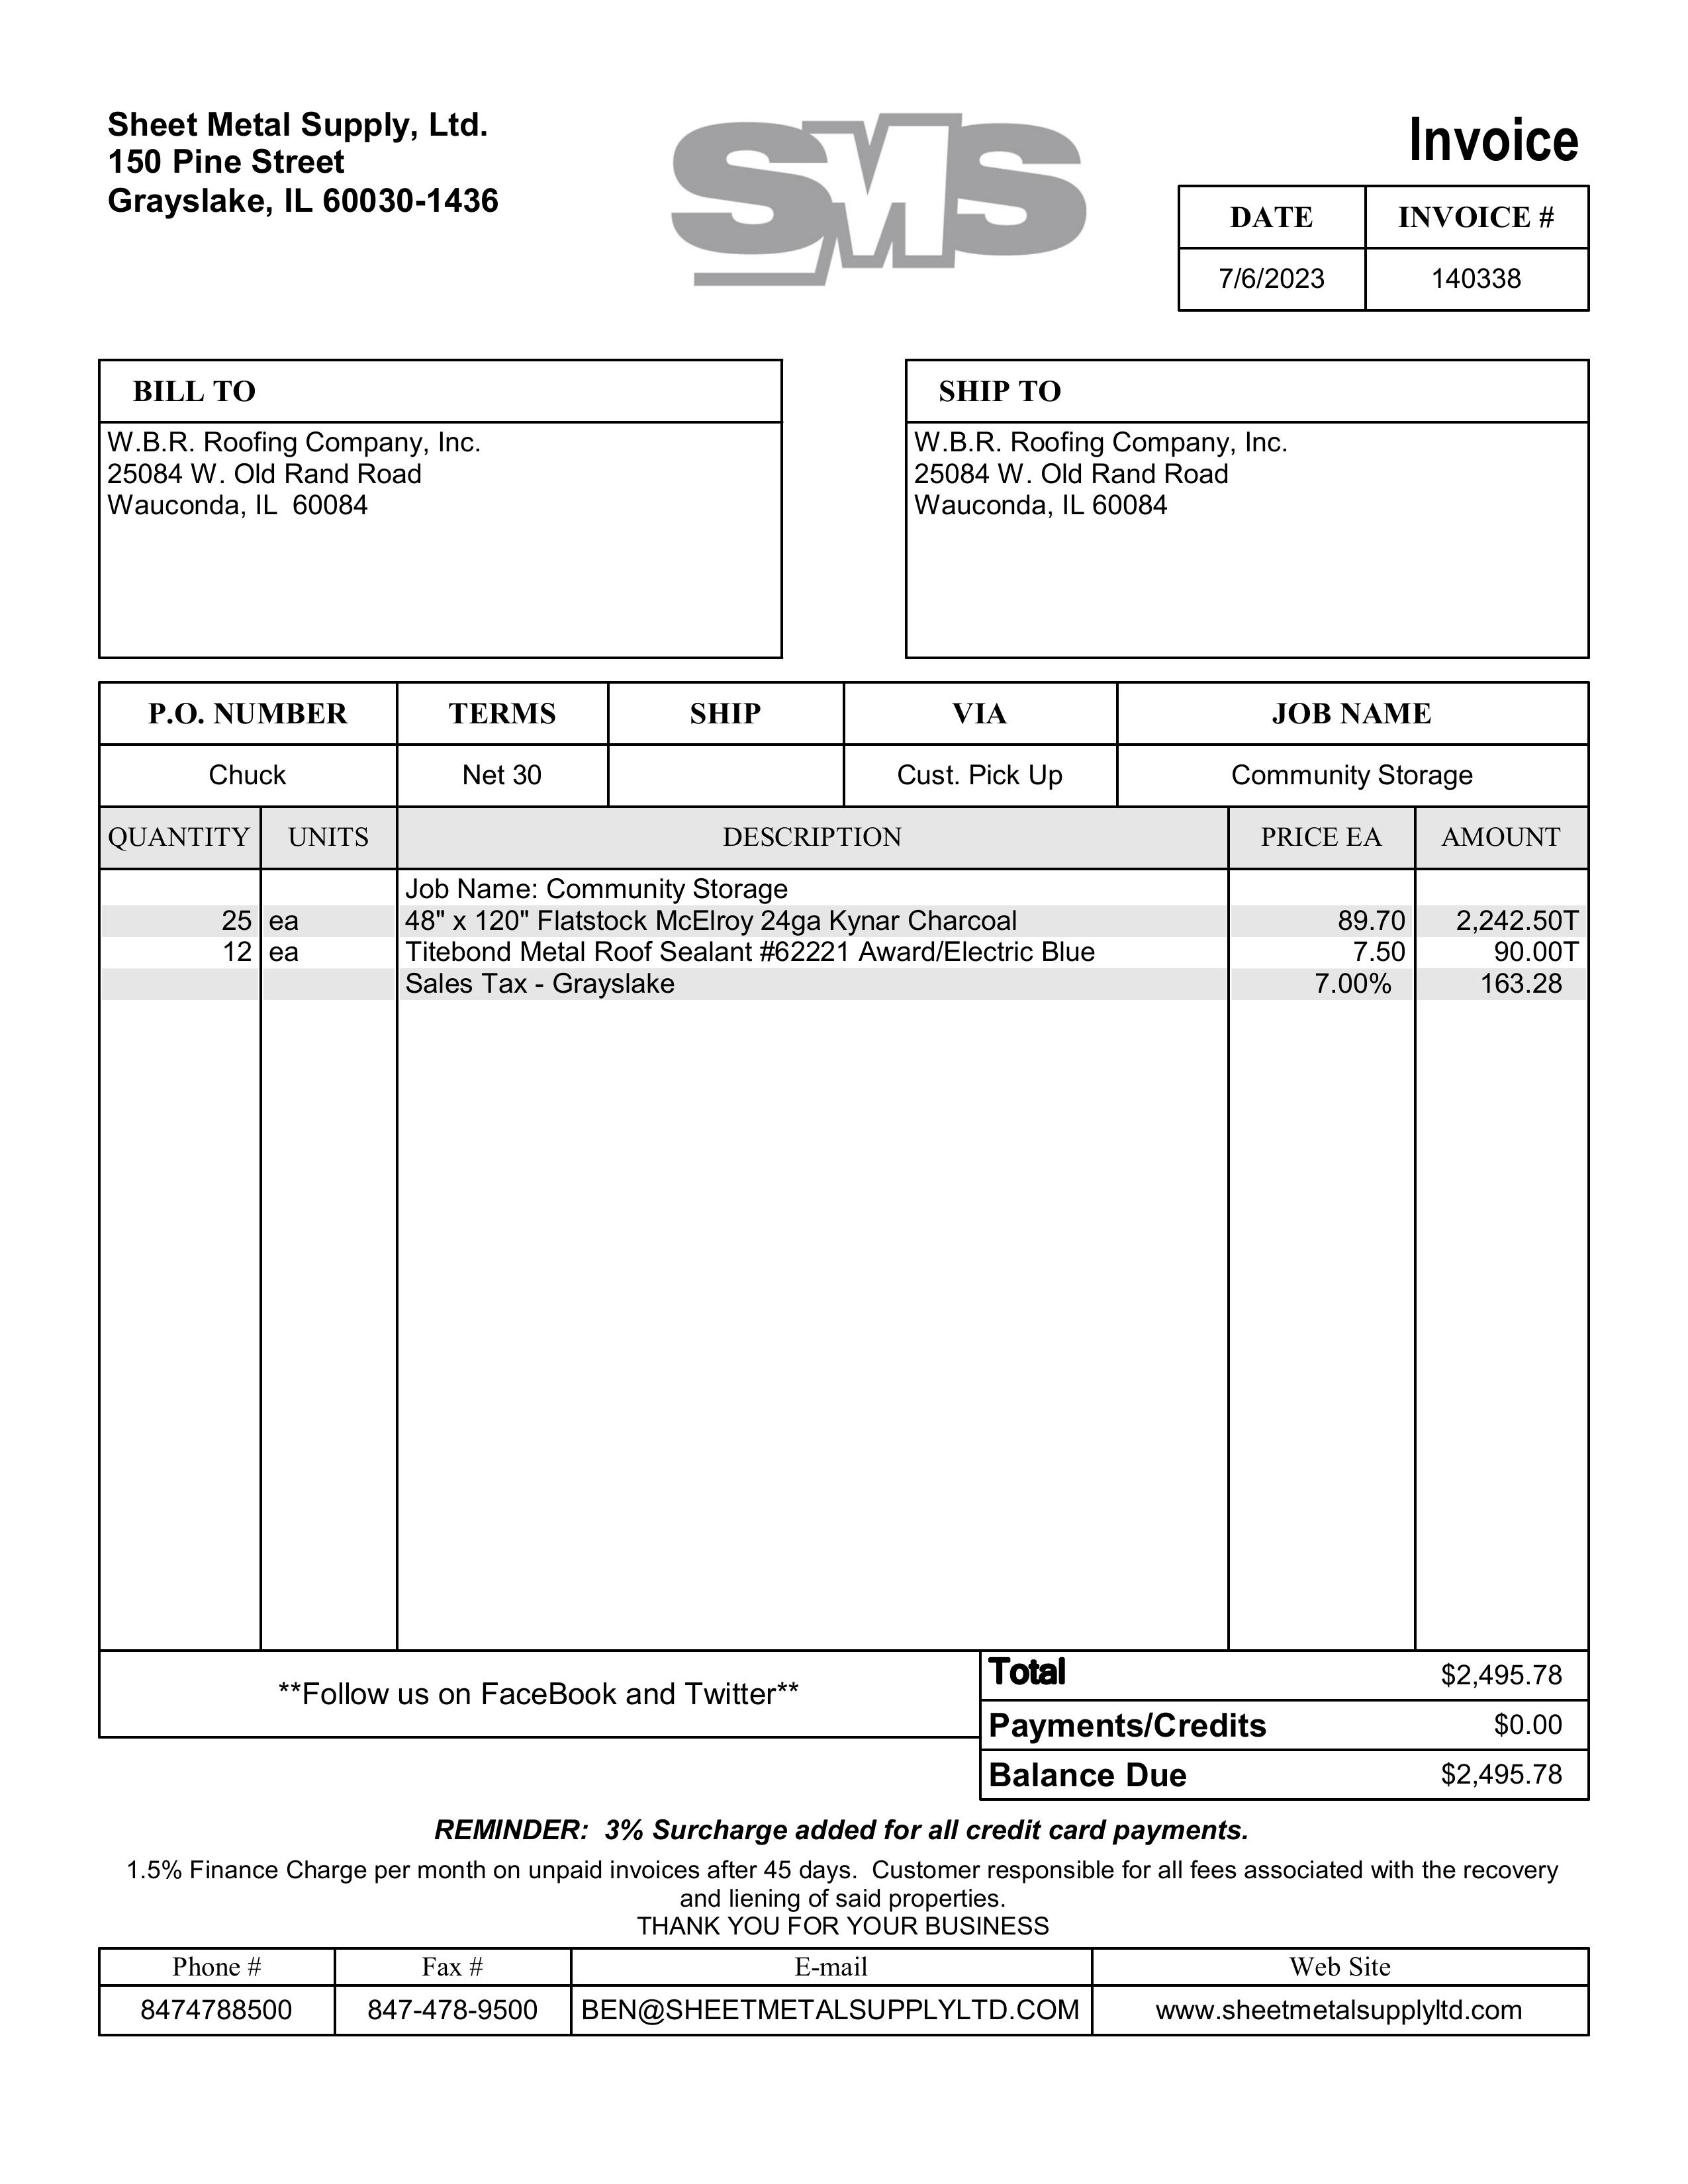 Sheet Metal Supply, Ltd.
150 Pine Street
Grayslake, IL 60030-1436
SMS
Invoice
DATE INVOICE #
7/6/2023 140338
BILL TO
W.B.R. Roofing Company, Inc.
25084 W. Old Rand Road
Wauconda, IL  60084
SHIP TO
W.B.R. Roofing Company, Inc.
25084 W. Old Rand Road
Wauconda, IL 60084
P.O. NUMBER TERMS SHIP VIA JOB NAME
Chuck Net 30 Cust. Pick Up Community Storage
QUANTITY UNITS DESCRIPTION PRICE EA AMOUNT
Job Name: Community Storage
25 ea 48" x 120" Flatstock McElroy 24ga Kynar Charcoal 89.70 2,242.50T
12 ea Titebond Metal Roof Sealant #62221 Award/Electric Blue 7.50 90.00T
Sales Tax - Grayslake 7.00% 163.28
**Follow us on FaceBook and Twitter**
Total $2,495.78
Payments/Credits $0.00
Balance Due $2,495.78
REMINDER:  3% Surcharge added for all credit card payments.
1.5% Finance Charge per month on unpaid invoices after 45 days.  Customer responsible for all fees associated with the recovery
and liening of said properties.
THANK YOU FOR YOUR BUSINESS
Phone # Fax # E-mail Web Site
8474788500 847-478-9500 BEN@SHEETMETALSUPPLYLTD.COM www.sheetmetalsupplyltd.com